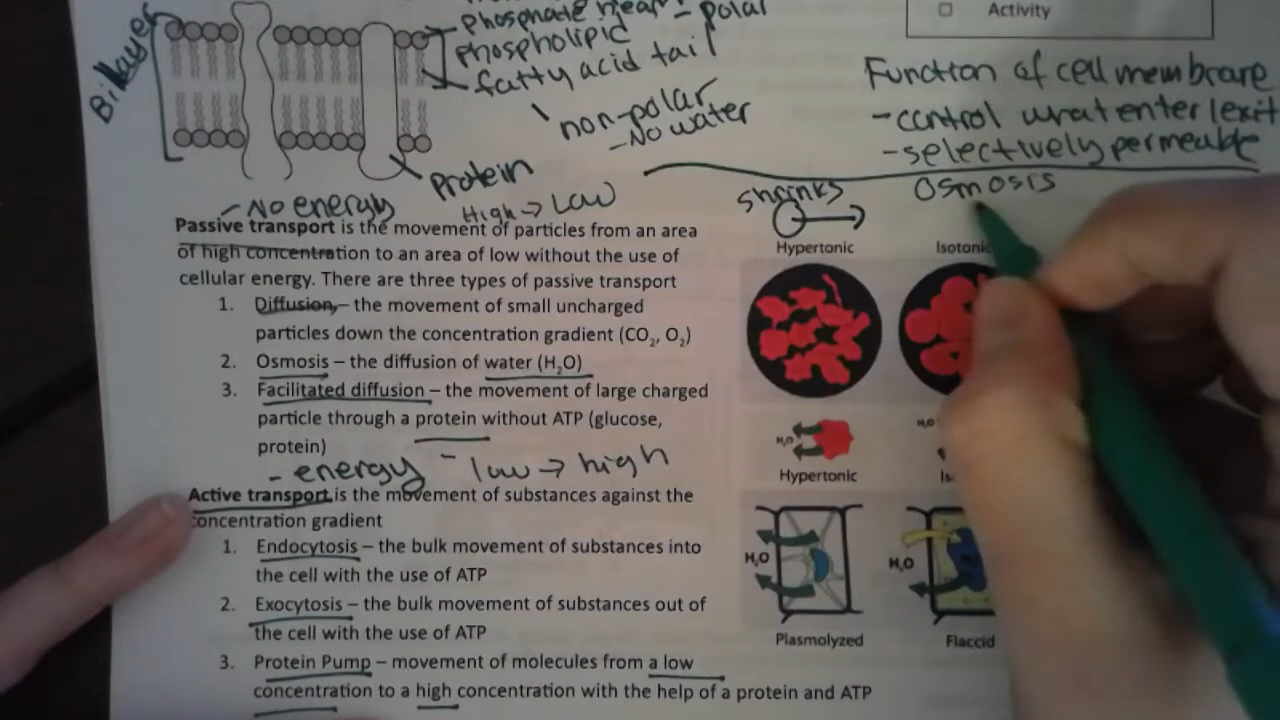 Bilayer
phosphate head - polar
phospholipic
fatty acid tail
non-polar
- No water
Protein
Activity
Function of cell membrane
- control what enter/exit
- selectively permeable
- No energy
High → Low
Passive transport is the movement of particles from an area
of high concentration to an area of low without the use of
cellular energy. There are three types of passive transport
1. Diffusion – the movement of small uncharged
particles down the concentration gradient (CO₂, O₂)
2. Osmosis – the diffusion of water (H₂O)
3. Facilitated diffusion – the movement of large charged
particle through a protein without ATP (glucose,
protein)
- energy - low → high
Active transport is the movement of substances against the
concentration gradient
1. Endocytosis – the bulk movement of substances into
the cell with the use of ATP
2. Exocytosis – the bulk movement of substances out of
the cell with the use of ATP
3. Protein Pump – movement of molecules from a low
concentration to a high concentration with the help of a protein and ATP
Osmosis
shrinks
Hypertonic Isotonic
H₂O H₂O
Hypertonic Is
H₂O H₂O
Plasmolyzed Flaccid